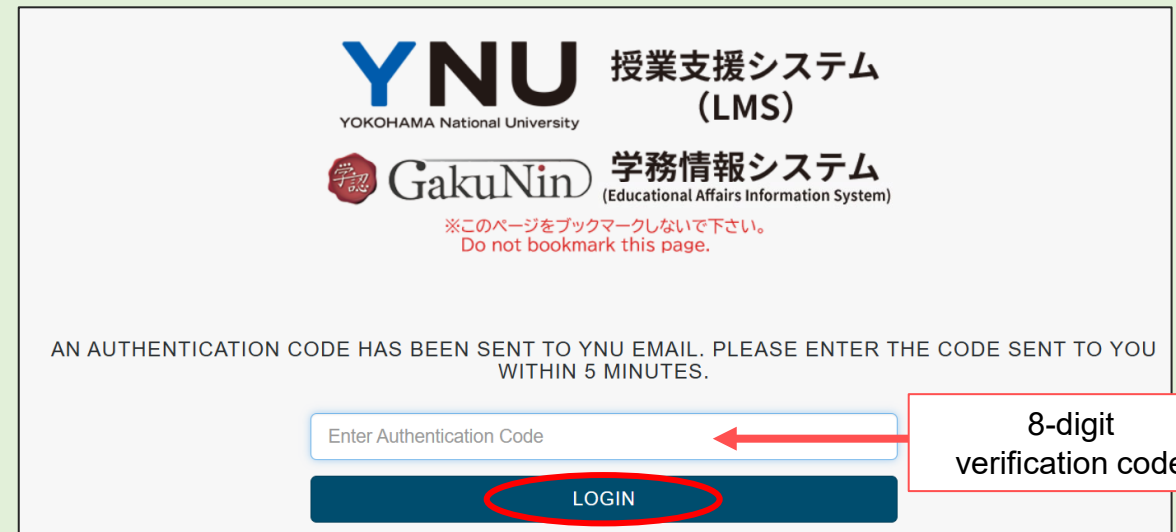 YNU
YOKOHAMA National University
授業支援システム
（LMS）
学認
GakuNin
学務情報システム
(Educational Affairs Information System)
※このページをブックマークしないで下さい。
Do not bookmark this page.
AN AUTHENTICATION CODE HAS BEEN SENT TO YNU EMAIL. PLEASE ENTER THE CODE SENT TO YOU
WITHIN 5 MINUTES.
Enter Authentication Code
8-digit
verification code
LOGIN